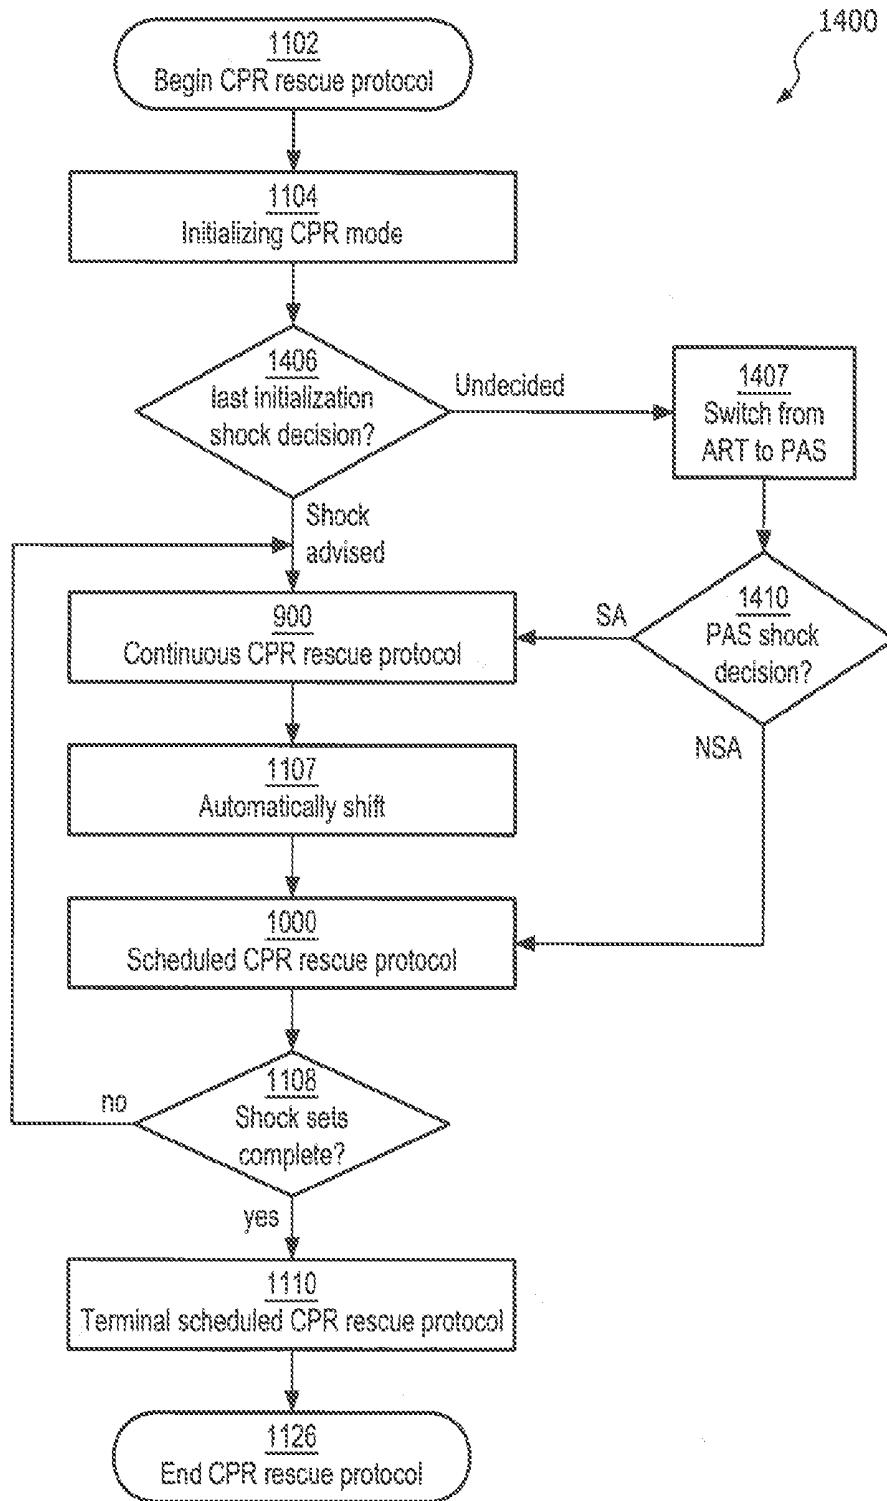 1400
1102
Begin CPR rescue protocol
1104
Initializing CPR mode
1406
last initialization
shock decision?
Undecided
1407
Switch from
ART to PAS
Shock
advised
900
Continuous CPR rescue protocol
SA
1410
PAS shock
decision?
NSA
1107
Automatically shift
1000
Scheduled CPR rescue protocol
1108
Shock sets
complete?
no
yes
1110
Terminal scheduled CPR rescue protocol
1126
End CPR rescue protocol